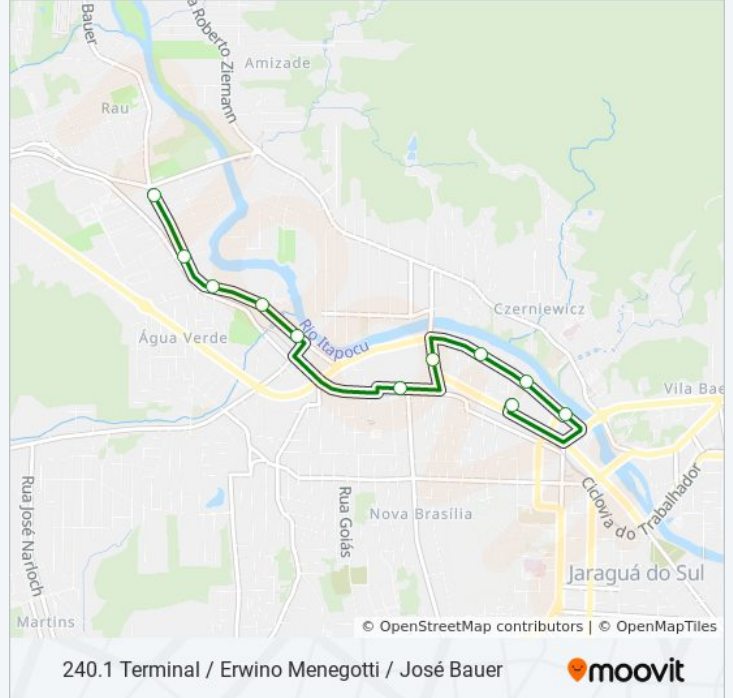 Bauer
a Roberto Ziemann
Amizade
Rau
Czerniewicz
Rio Itapocu
Água Verde
Vila Bae
Rua José Narloch
Rua Goiás
Nova Brasília
Ciclovia do Trabalhador
Jaraguá do Sul
Martins
© OpenStreetMap contributors | © OpenMapTiles
240.1 Terminal / Erwino Menegotti / José Bauer
moovit